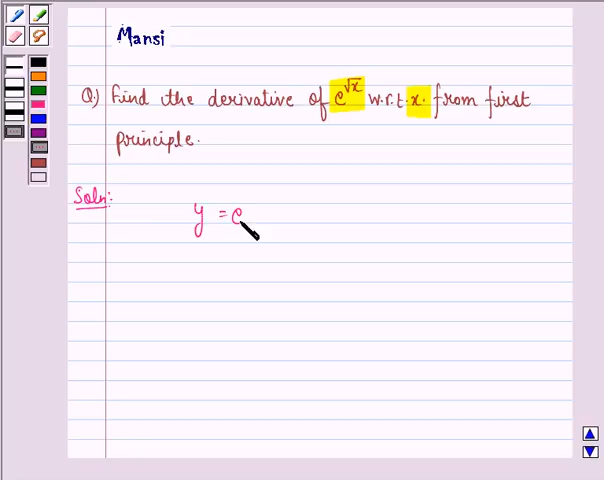 Mansi
Q.) Find the derivative of e^√x w.r.t. x. from first
principle.
Soln:
y = e